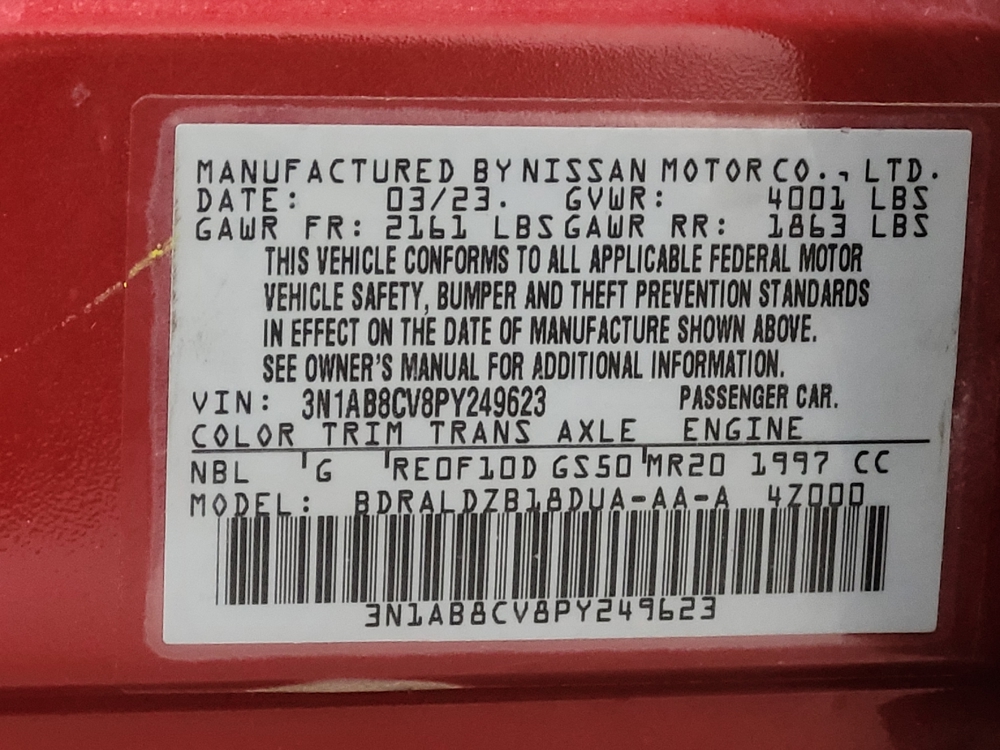 MANUFACTURED BY NISSAN MOTOR CO., LTD.
DATE: 03/23. GVWR: 4001 LBS
GAWR FR: 2161 LBS GAWR RR: 1863 LBS
THIS VEHICLE CONFORMS TO ALL APPLICABLE FEDERAL MOTOR
VEHICLE SAFETY, BUMPER AND THEFT PREVENTION STANDARDS
IN EFFECT ON THE DATE OF MANUFACTURE SHOWN ABOVE.
SEE OWNER'S MANUAL FOR ADDITIONAL INFORMATION.
VIN: 3N1AB8CV8PY249623 PASSENGER CAR.
COLOR TRIM TRANS AXLE ENGINE
NBL G RE0F10D GS50 MR20 1997 CC
MODEL: BDRALDZB18DUA-AA-A 4Z000
3N1AB8CV8PY249623